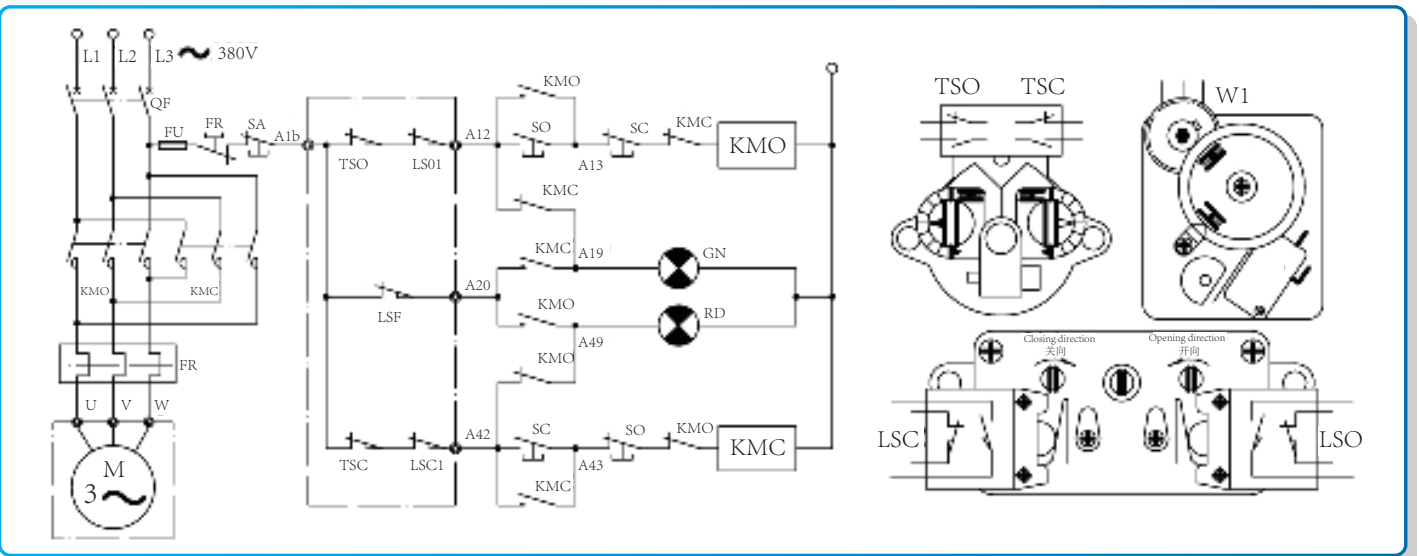 L1 L2 L3 380V
QF
FU FR SA A1b
TSO LS01 A12
KMO
SO
A13
SC
KMC
KMO
KMC
KMC A19 GN
LSF A20
KMO RD
A49
KMO
TSC LSC1 A42
SC
A43
SO
KMO
KMC
KMC
KMO KMC
FR
U V W
M
3
TSO TSC
W1
Closing direction
关向
Opening direction
开向
LSC
LSO